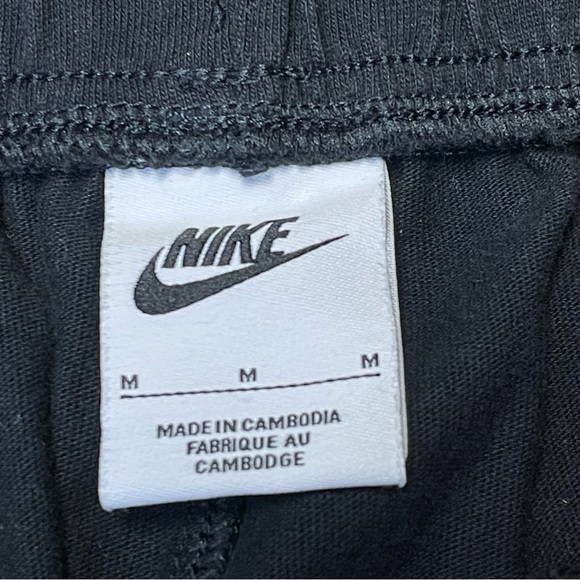 NIKE
M M M
MADE IN CAMBODIA
FABRIQUE AU
CAMBODGE